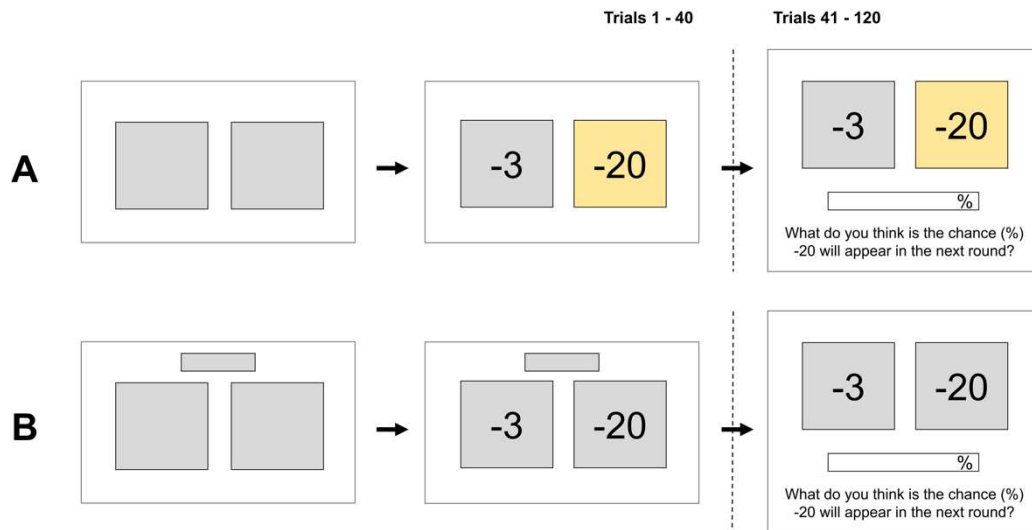 Trials 1 - 40
Trials 41 - 120
A
-3
-20
-3
-20
%
What do you think is the chance (%)
-20 will appear in the next round?
B
-3
-20
-3
-20
%
What do you think is the chance (%)
-20 will appear in the next round?